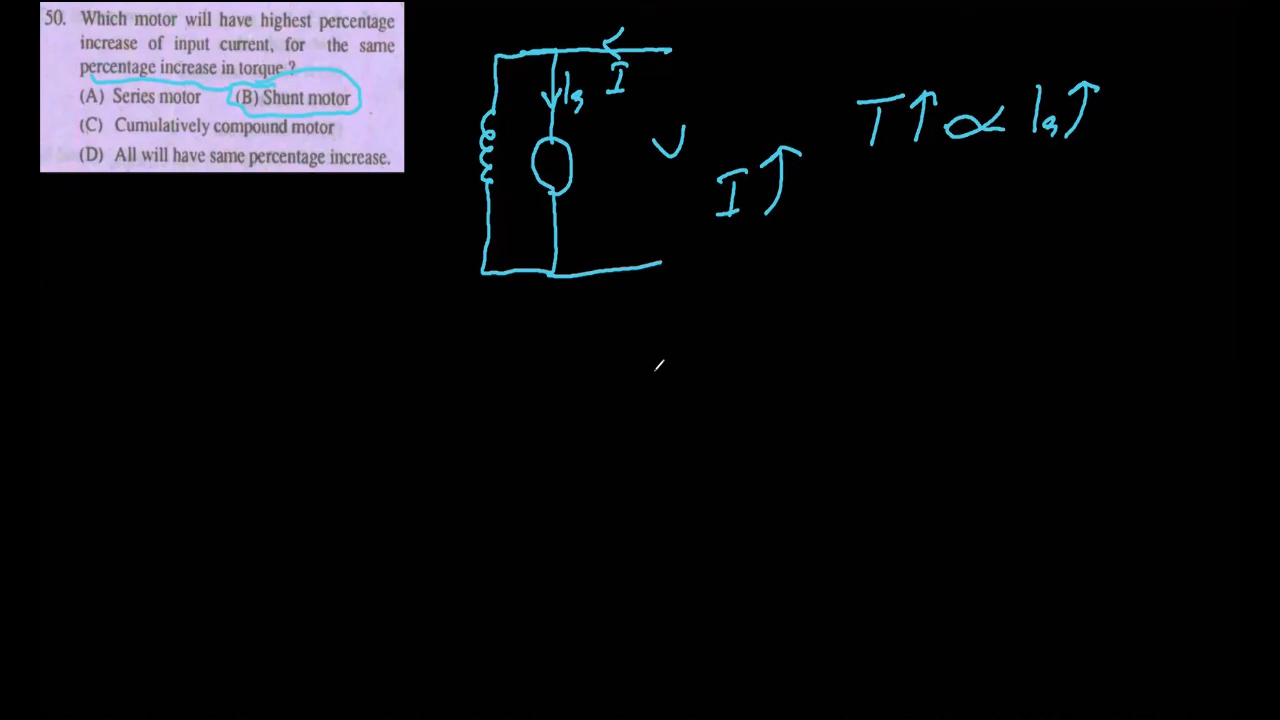 50. Which motor will have highest percentage
increase of input current, for the same
percentage increase in torque ?
(A) Series motor (B) Shunt motor
(C) Cumulatively compound motor
(D) All will have same percentage increase.
I
Ia
V
I ↑
T↑ ∝ Ia ↑